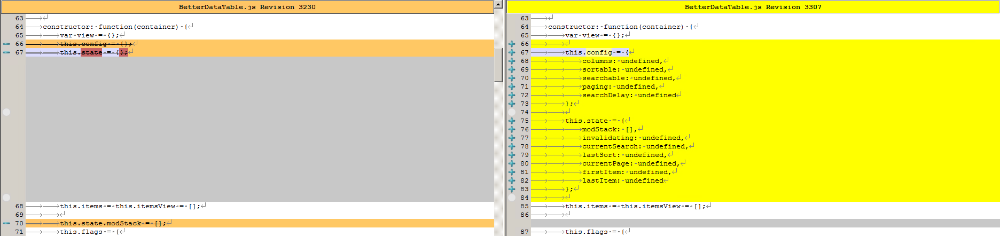 BetterDataTable.js Revision 3230
63
64 constructor: function(container) {
65 var view = {};
66 this.config = {};
67 this.state = {};
68 this.items = this.itemsView = [];
69
70 this.state.modStack = [];
71 this.flags = {
BetterDataTable.js Revision 3307
63
64 constructor: function(container) {
65 var view = {};
66
67 this.config = {
68 columns: undefined,
69 sortable: undefined,
70 searchable: undefined,
71 paging: undefined,
72 searchDelay: undefined
73 };
74
75 this.state = {
76 modStack: [],
77 invalidating: undefined,
78 currentSearch: undefined,
79 lastSort: undefined,
80 currentPage: undefined,
81 firstItem: undefined,
82 lastItem: undefined
83 };
84
85 this.items = this.itemsView = [];
86
87 this.flags = {